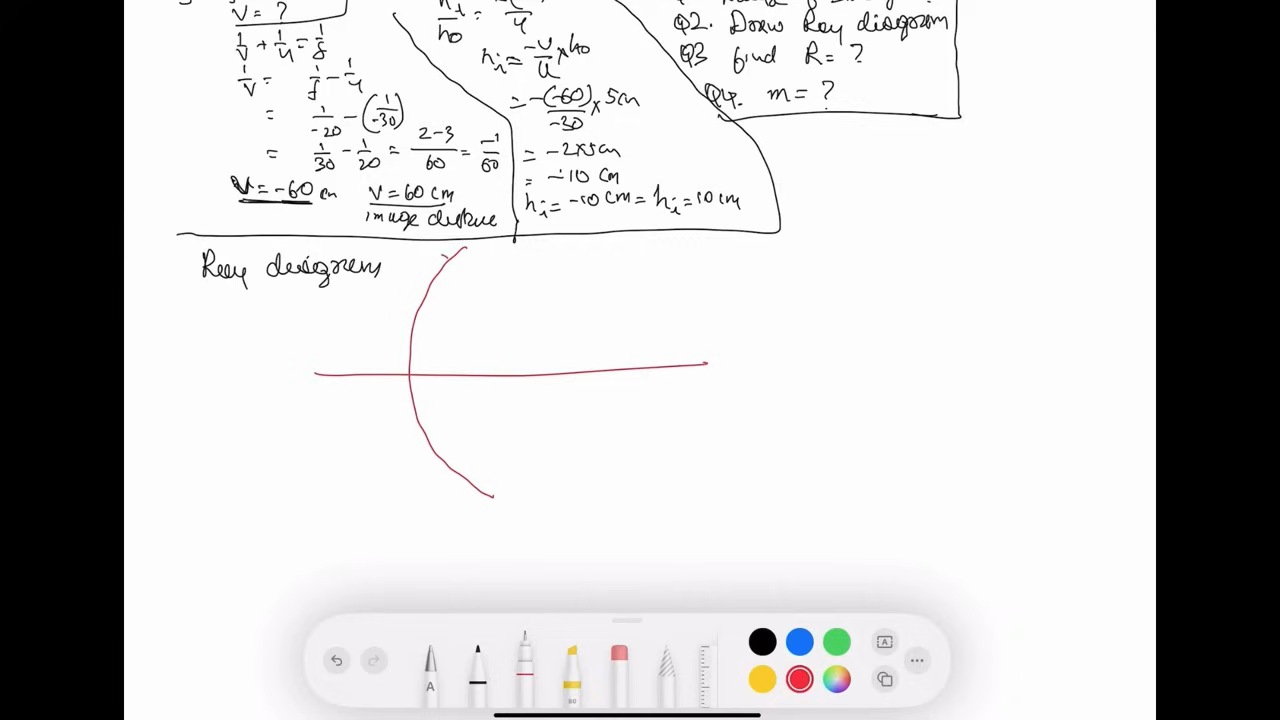 V = ?
1/V + 1/u = 1/f
1/V = 1/f - 1/u
= 1/-20 - (1/-30)
= 1/30 - 1/20 = 2-3/60 = -1/60
V = -60 cm V = 60 cm
image distance
hi/ho =
hi = -v/u × ho
= -(-60)/-30 × 5cm
= -2×5cm
= -10 cm
hi = -10 cm = hi = 10 cm
Q2. Draw Ray diagram
Q3 find R = ?
Q4. m = ?
Ray diagram
A
80
A